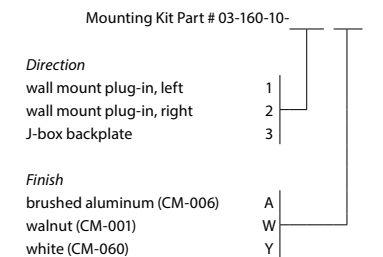 Mounting Kit Part # 03-160-10-
Direction
wall mount plug-in, left 1
wall mount plug-in, right 2
J-box backplate 3
Finish
brushed aluminum (CM-006) A
walnut (CM-001) W
white (CM-060) Y